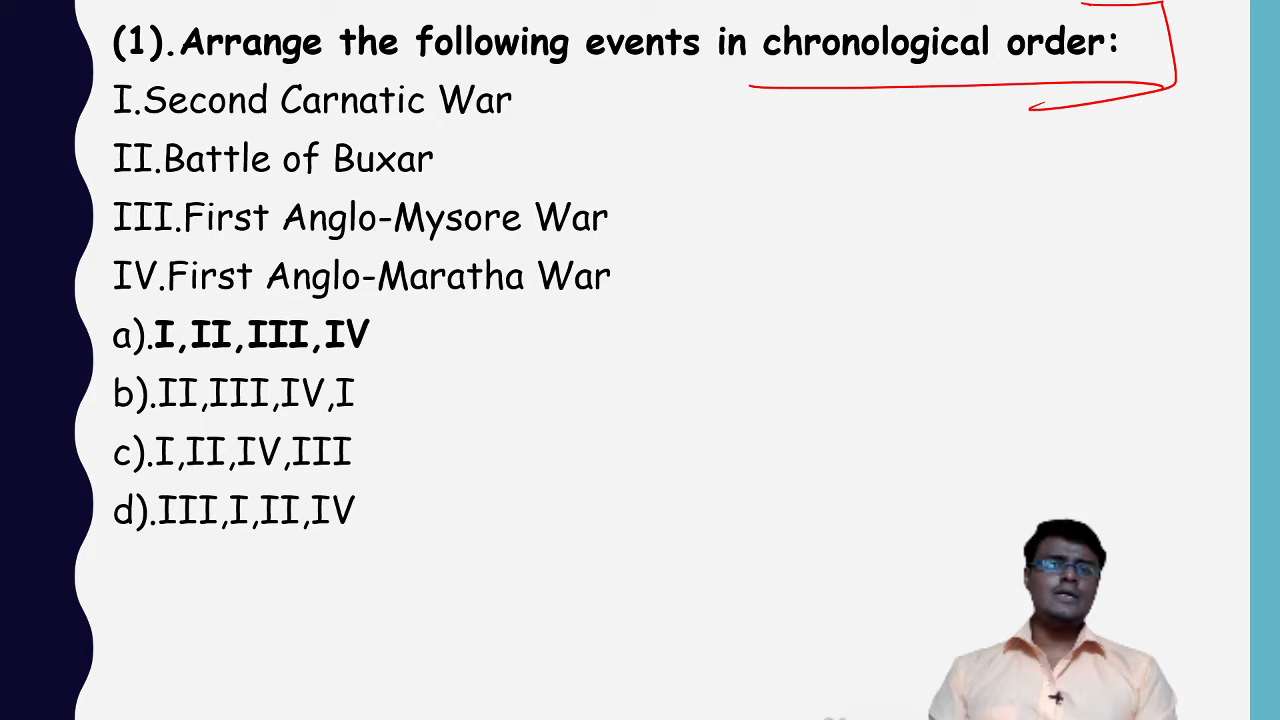 (1).Arrange the following events in chronological order:
I.Second Carnatic War
II.Battle of Buxar
III.First Anglo-Mysore War
IV.First Anglo-Maratha War
a).I,II,III,IV
b).II,III,IV,I
c).I,II,IV,III
d).III,I,II,IV